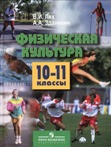 В.И. Лях
А.А. Зданевич
ФИЗИЧЕСКАЯ
КУЛЬТУРА
10-11
КЛАССЫ